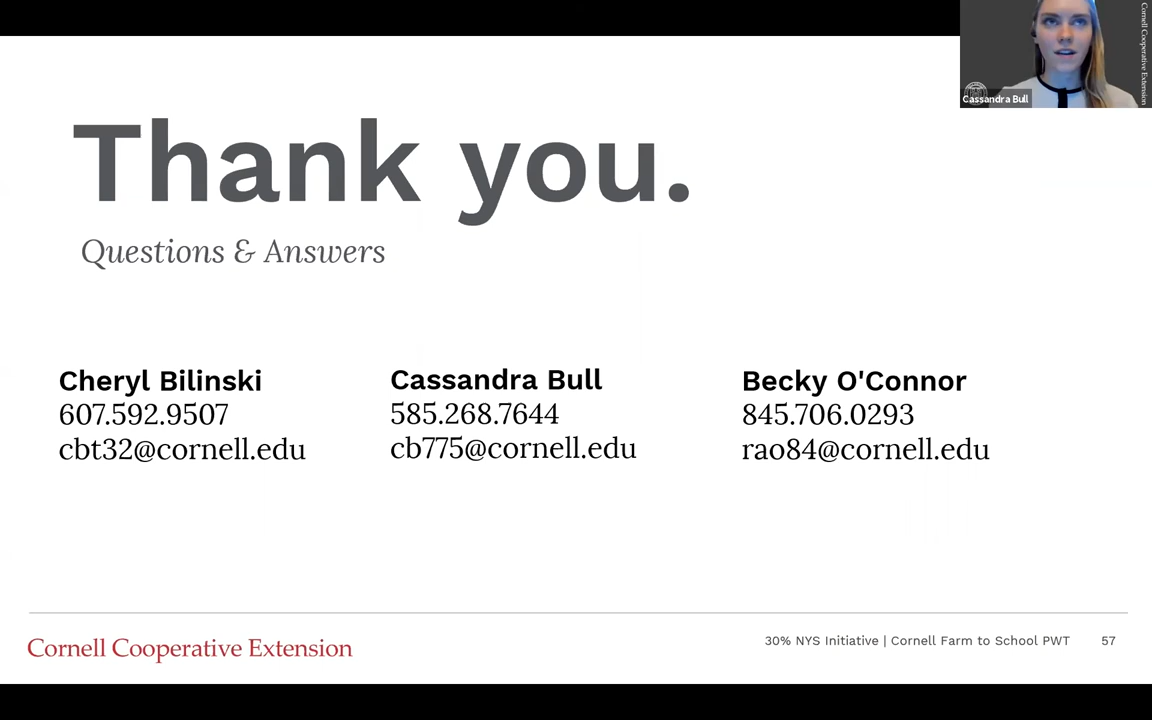 Cornell Cooperative Extension
Cassandra Bull
Thank you.
Questions & Answers
Cheryl Bilinski
607.592.9507
cbt32@cornell.edu
Cassandra Bull
585.268.7644
cb775@cornell.edu
Becky O'Connor
845.706.0293
rao84@cornell.edu
Cornell Cooperative Extension
30% NYS Initiative | Cornell Farm to School PWT 57